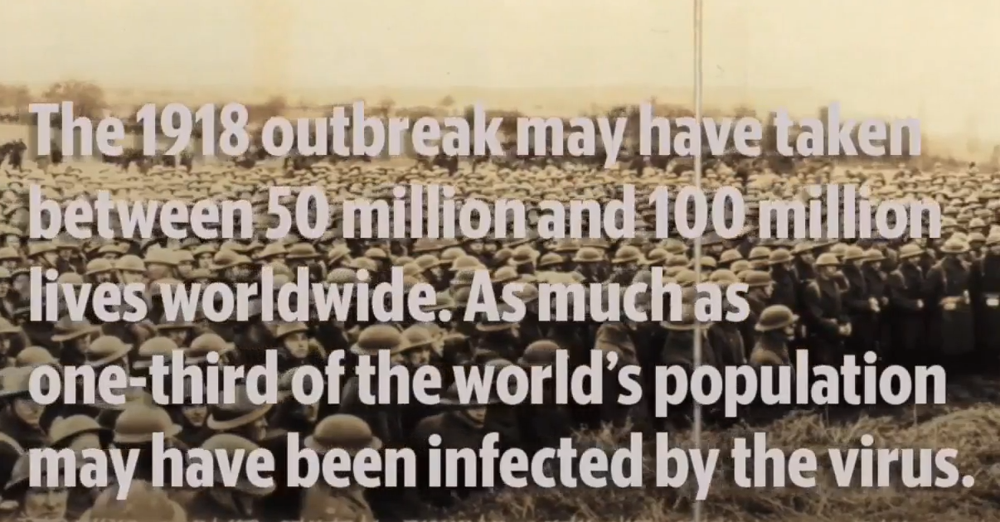 The 1918 outbreak may have taken
between 50 million and 100 million
lives worldwide. As much as
one-third of the world’s population
may have been infected by the virus.